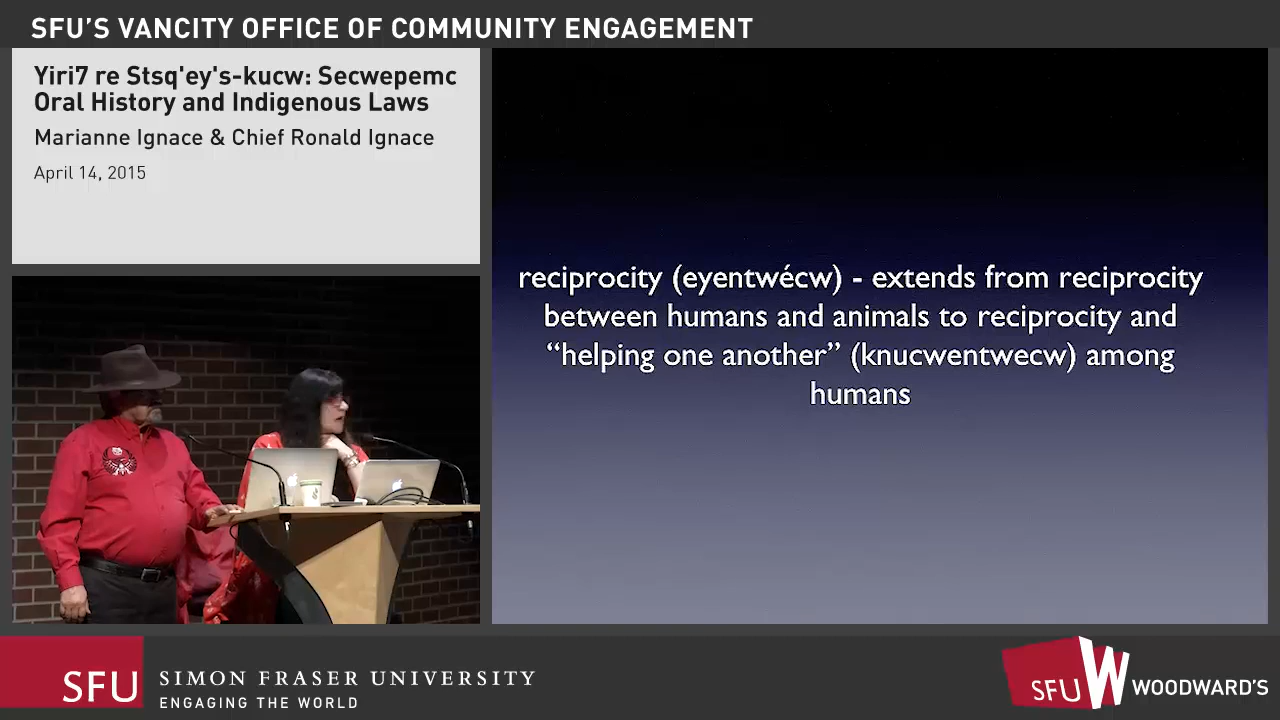 SFU'S VANCITY OFFICE OF COMMUNITY ENGAGEMENT
Yiri7 re Stsq'ey's-kucw: Secwepemc
Oral History and Indigenous Laws
Marianne Ignace & Chief Ronald Ignace
April 14, 2015
reciprocity (eyentwécw) - extends from reciprocity
between humans and animals to reciprocity and
“helping one another” (knucwentwecw) among
humans
SFU
SIMON FRASER UNIVERSITY
ENGAGING THE WORLD
SFU W WOODWARD'S